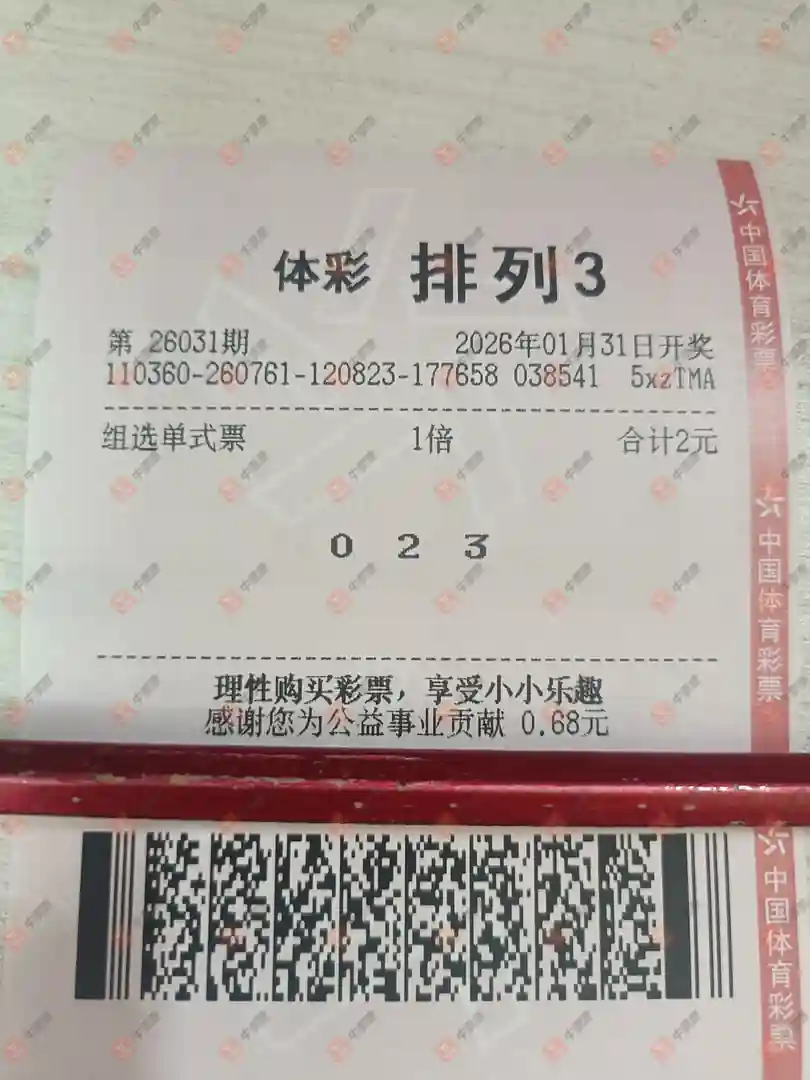 体彩 排列3
第 26031期 2026年01月31日开奖
110360-260761-120823-177658 038541 5xzTMA
组选单式票 1倍 合计2元
0 2 3
理性购买彩票，享受小小乐趣
感谢您为公益事业贡献 0.68元
中国体育彩票
中国体育彩票
中国体育彩票